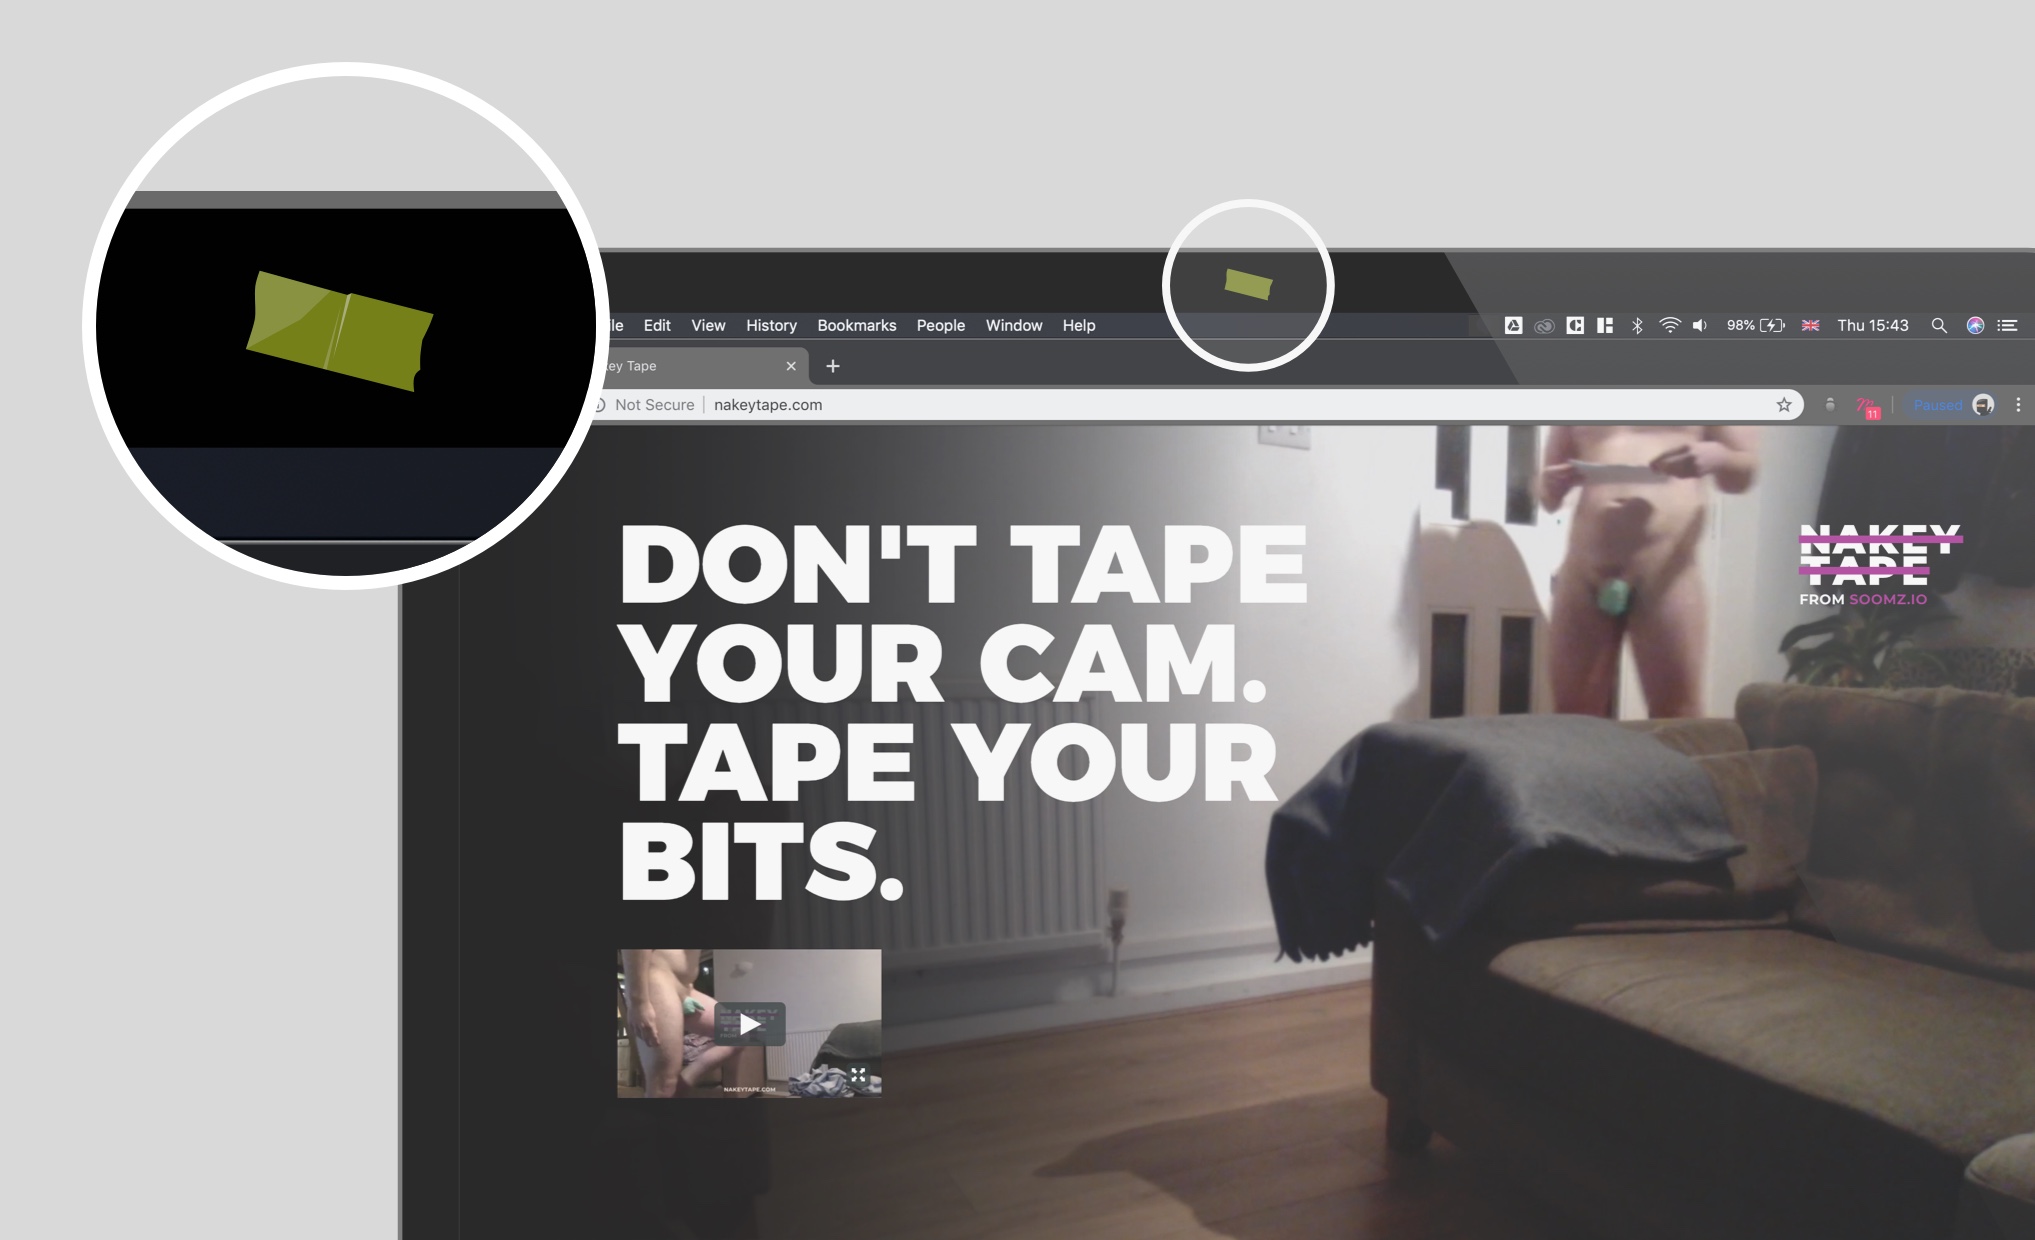 le Edit View History Bookmarks People Window Help
98% Thu 15:43
ey Tape
Not Secure | nakeytape.com
11
Paused
DON'T TAPE
YOUR CAM.
TAPE YOUR
BITS.
NAKEY
TAPE
FROM SOOMZ.IO
NAKEYTAPE.COM